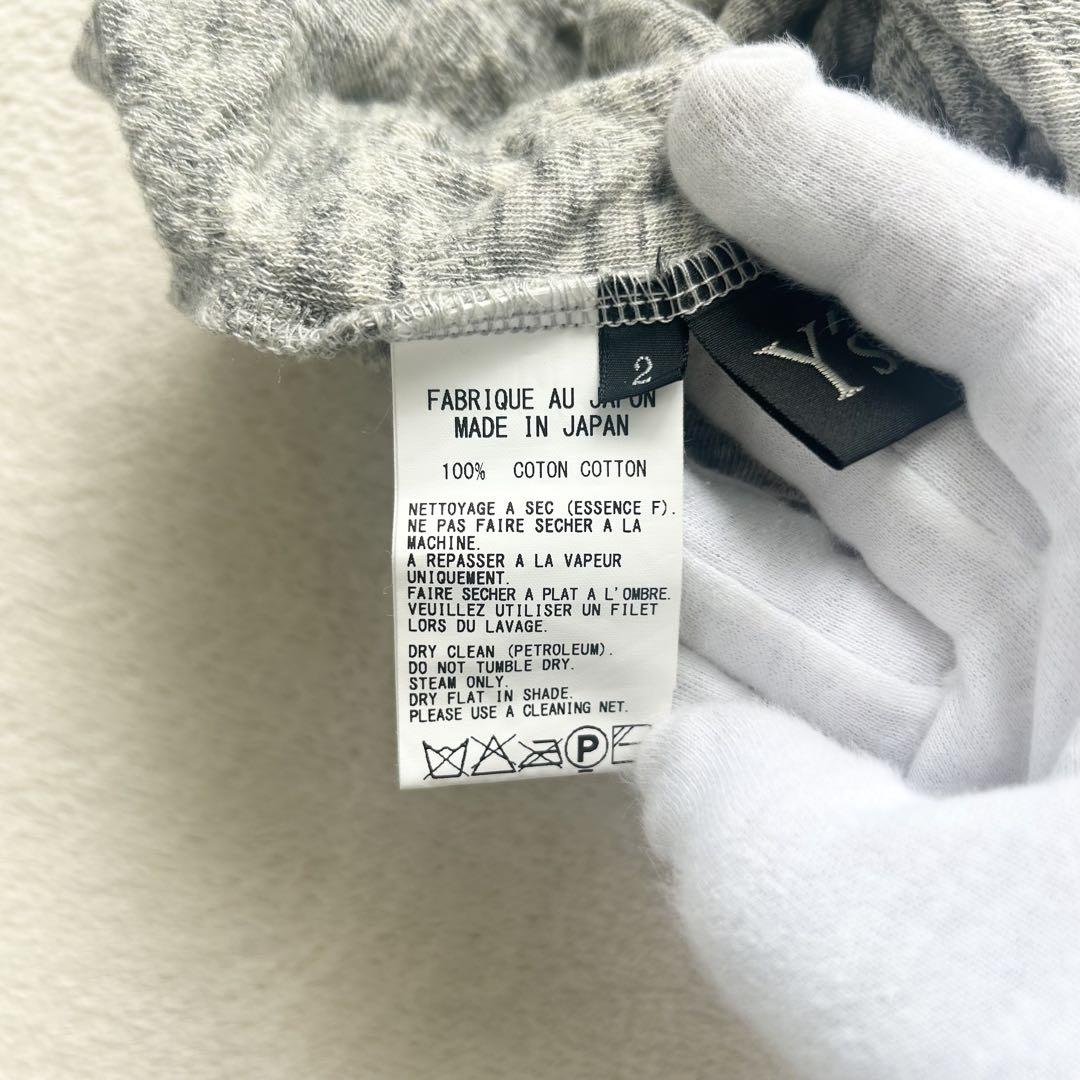 2
Y's
FABRIQUE AU JAPON
MADE IN JAPAN
100% COTON COTTON
NETTOYAGE A SEC (ESSENCE F).
NE PAS FAIRE SECHER A LA
MACHINE.
A REPASSER A LA VAPEUR
UNIQUEMENT.
FAIRE SECHER A PLAT A L'OMBRE.
VEUILLEZ UTILISER UN FILET
LORS DU LAVAGE.
DRY CLEAN (PETROLEUM).
DO NOT TUMBLE DRY.
STEAM ONLY.
DRY FLAT IN SHADE.
PLEASE USE A CLEANING NET.
P